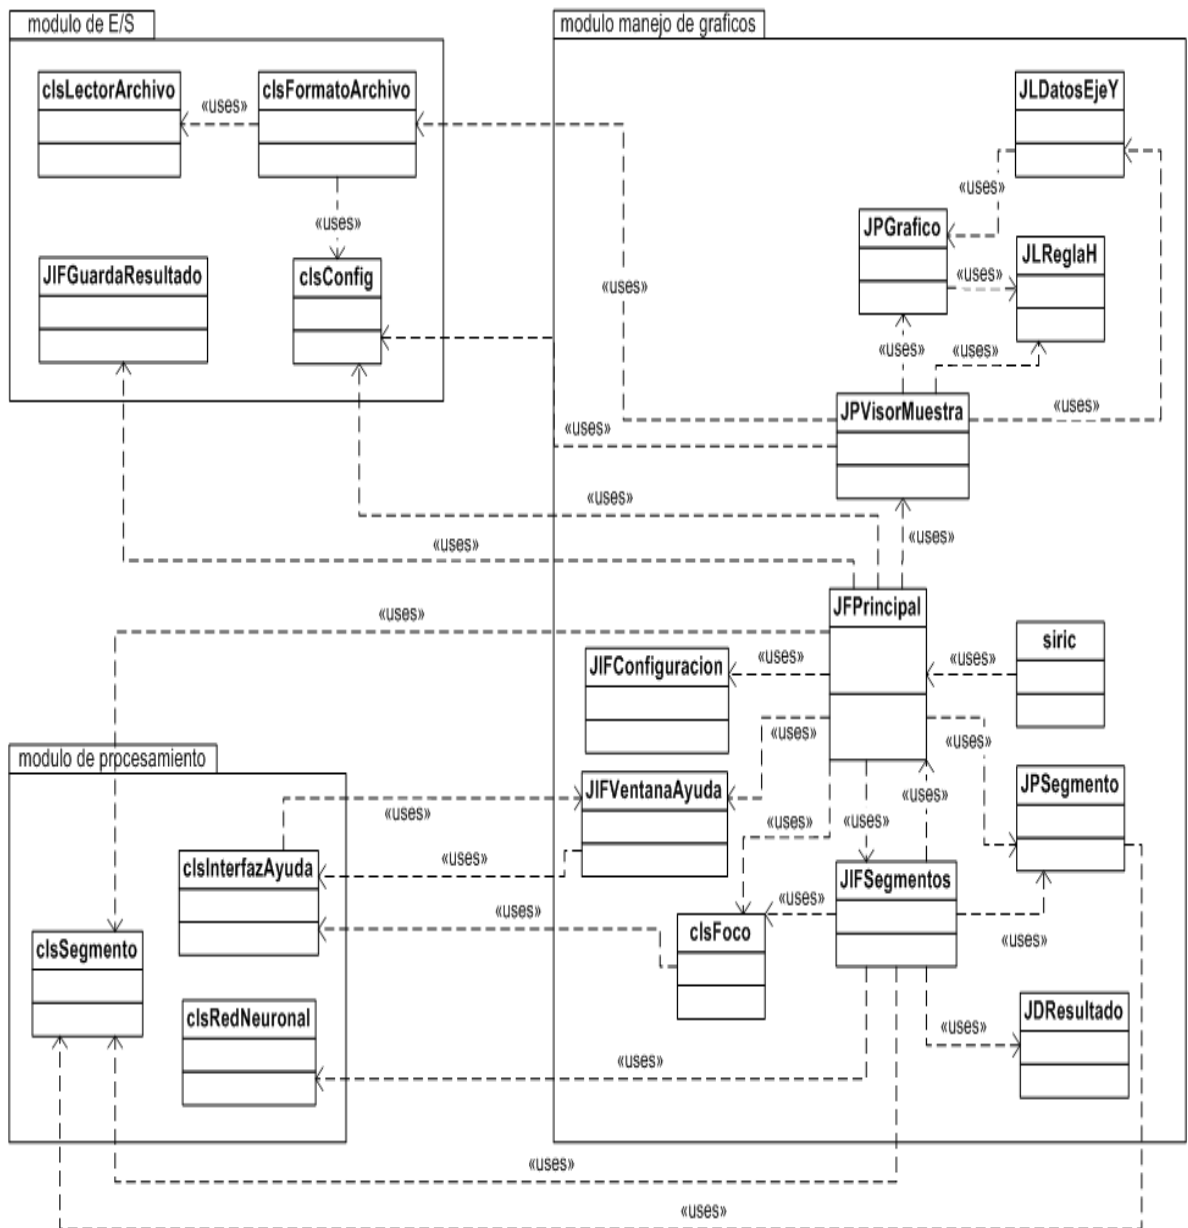 modulo de E/S
modulo manejo de graficos
clsLectorArchivo
«uses»
clsFormatoArchivo
JLDatosEjeY
«uses»
«uses»
JPGrafico
JLReglaH
JIFGuardaResultado
clsConfig
«uses»
«uses»
«uses»
«uses»
JPVisorMuestra
«uses»
«uses»
«uses»
«uses»
«uses»
JFPrincipal
«uses»
siric
JIFConfiguracion
«uses»
«uses»
«uses»
modulo de procesamiento
JIFVentanaAyuda
«uses»
JPSegmento
«uses»
«uses»
«uses»
«uses»
clsInterfazAyuda
«uses»
JIFSegmentos
«uses»
«uses»
clsFoco
«uses»
clsSegmento
clsRedNeuronal
JDResultado
«uses»
«uses»
«uses»
«uses»